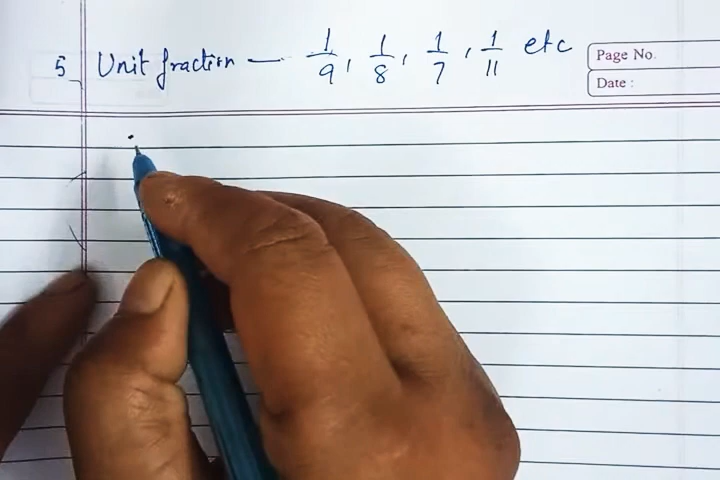 5 Unit fraction — 1/9, 1/8, 1/7, 1/11 etc
Page No.
Date :